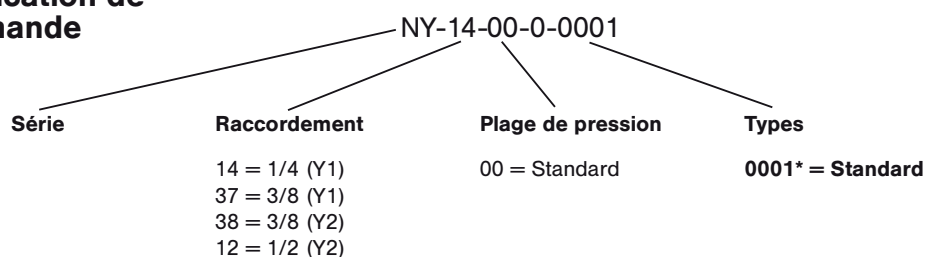 mande
NY-14-00-0-0001
Série
Raccordement
Plage de pression
Types
14 = 1/4 (Y1)
00 = Standard
0001* = Standard
37 = 3/8 (Y1)
38 = 3/8 (Y2)
12 = 1/2 (Y2)